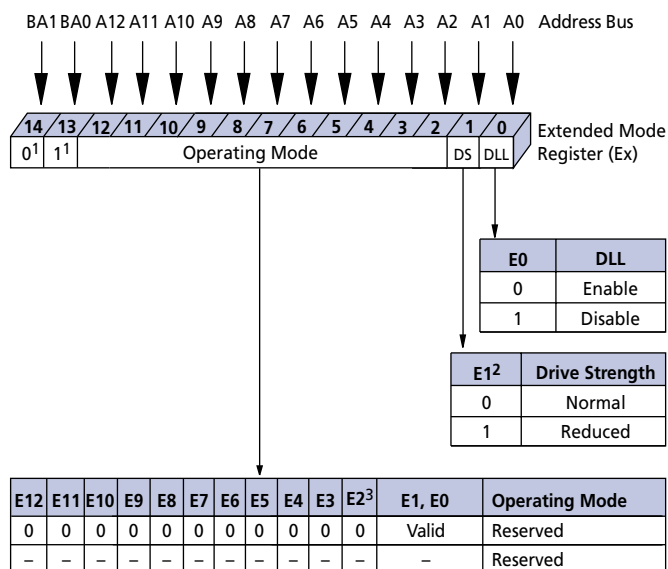 BA1 BA0 A12 A11 A10 A9 A8 A7 A6 A5 A4 A3 A2 A1 A0 Address Bus
14 13 12 11 10 9 8 7 6 5 4 3 2 1 0 Extended Mode
Register (Ex)
0¹ 1¹ Operating Mode DS DLL
E0 DLL
0 Enable
1 Disable
E1² Drive Strength
0 Normal
1 Reduced
E12 E11 E10 E9 E8 E7 E6 E5 E4 E3 E2³ E1, E0 Operating Mode
0 0 0 0 0 0 0 0 0 0 0 Valid Reserved
– – – – – – – – – – – – Reserved